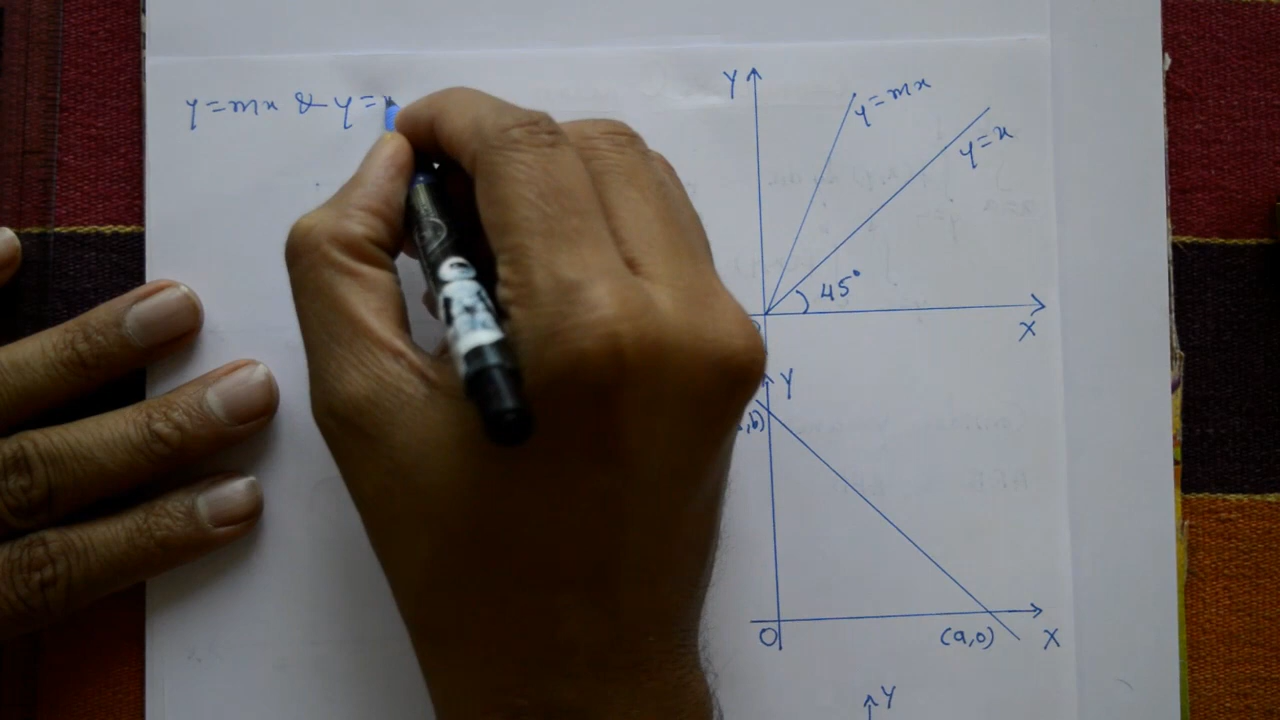 y=mx & y=x
Y
y=mx
y=x
45°
X
Y
,b)
O
(a,0)
X
Y